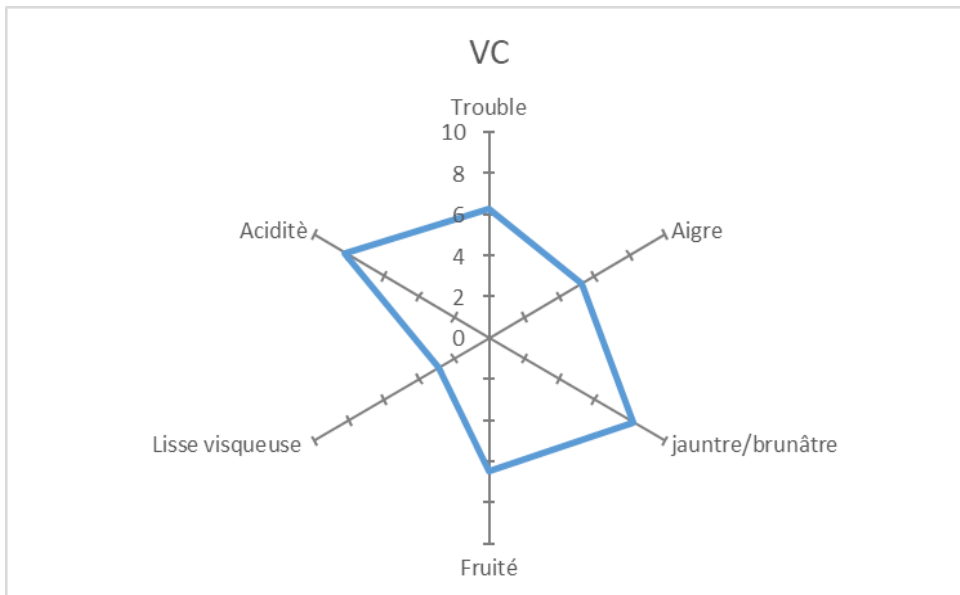 VC
Trouble
10
8
Aciditè
Aigre
6
4
2
0
Lisse visqueuse
jauntre/brunâtre
Fruité